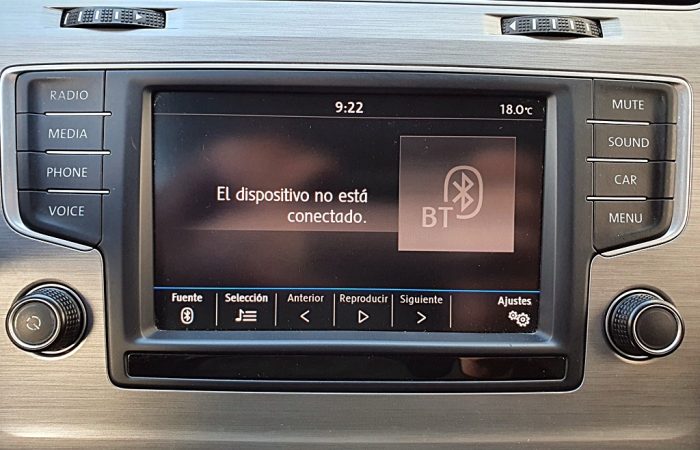 RADIO
MEDIA
PHONE
VOICE
9:22
18.0°C
El dispositivo no está
conectado.
BT
Fuente
Selección
Anterior
Reproducir
Siguiente
Ajustes
MUTE
SOUND
CAR
MENU